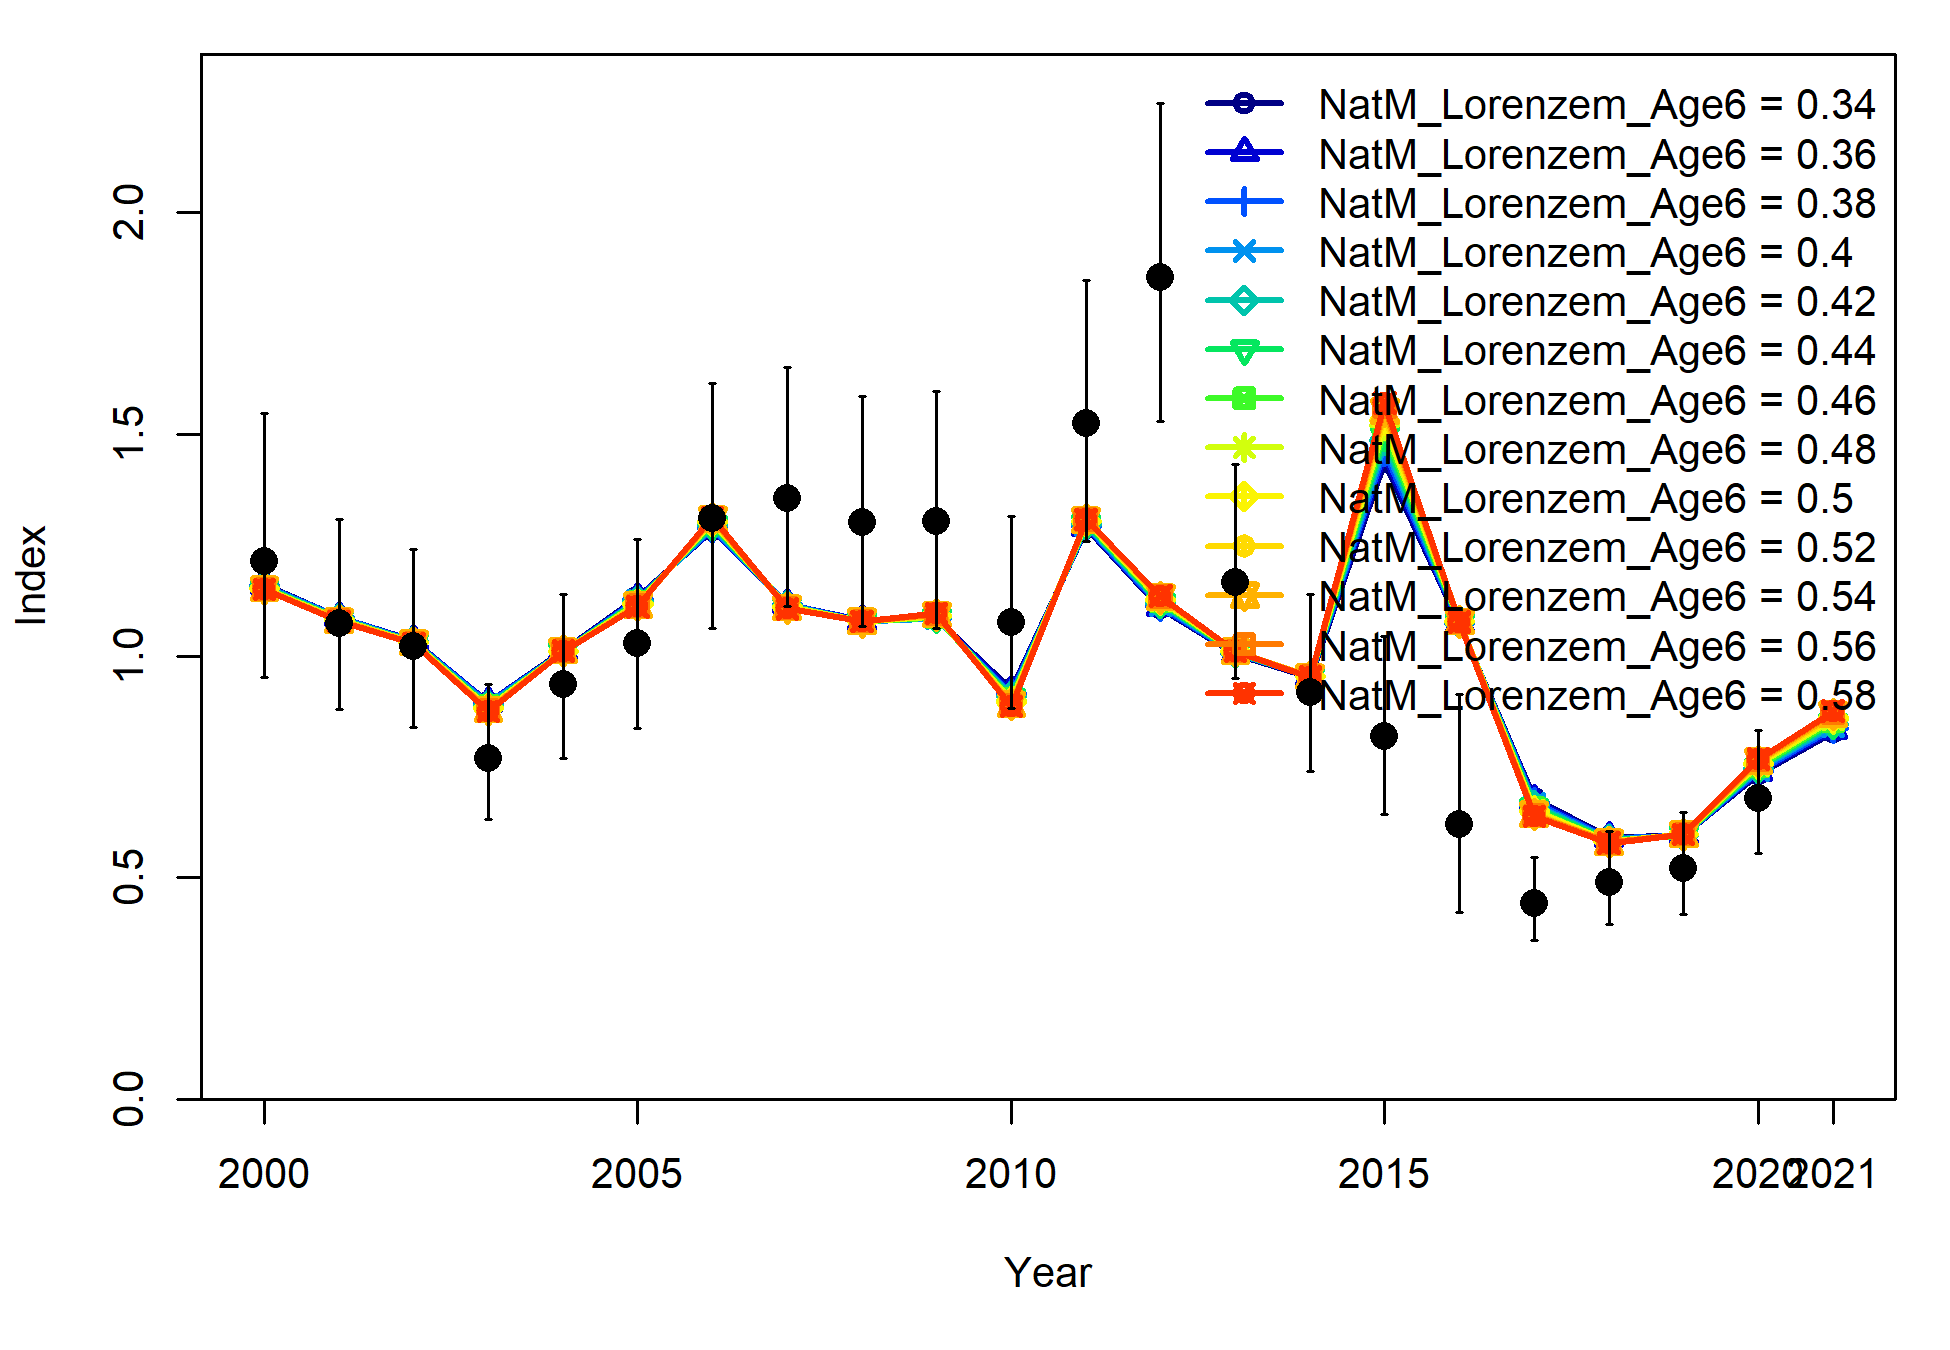 NatM_Lorenzem_Age6 = 0.34
NatM_Lorenzem_Age6 = 0.36
NatM_Lorenzem_Age6 = 0.38
NatM_Lorenzem_Age6 = 0.4
NatM_Lorenzem_Age6 = 0.42
NatM_Lorenzem_Age6 = 0.44
NatM_Lorenzem_Age6 = 0.46
NatM_Lorenzem_Age6 = 0.48
NatM_Lorenzem_Age6 = 0.5
NatM_Lorenzem_Age6 = 0.52
NatM_Lorenzem_Age6 = 0.54
NatM_Lorenzem_Age6 = 0.56
NatM_Lorenzem_Age6 = 0.58
2.0
1.5
1.0
0.5
0.0
Index
2000 2005 2010 2015 2020 2021
Year